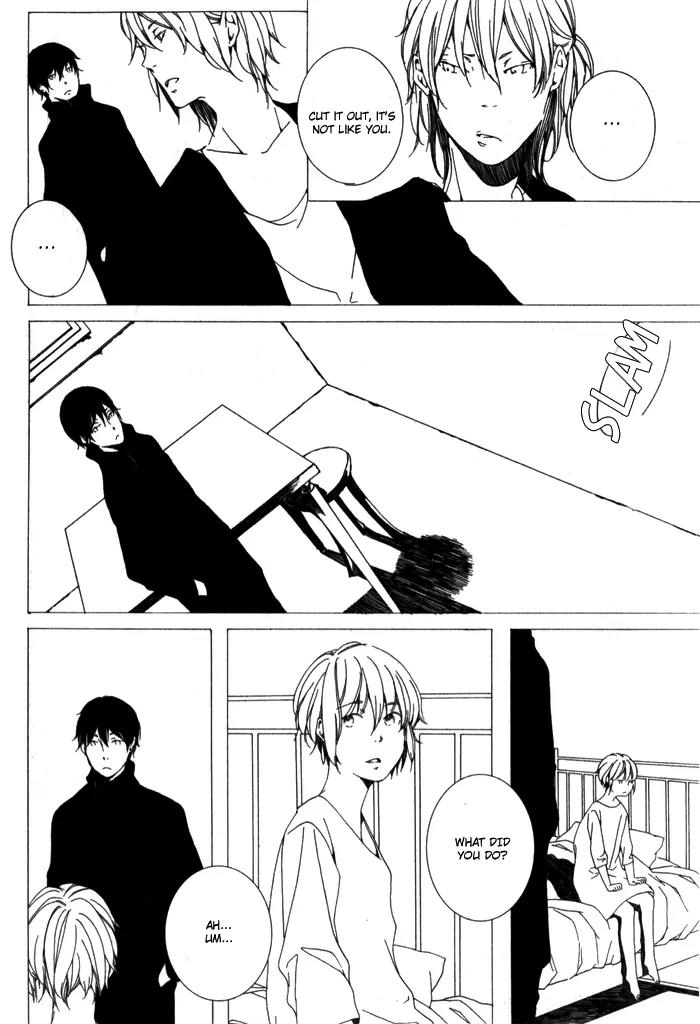 ...
CUT IT OUT, IT'S
NOT LIKE YOU.
...
SLAM
WHAT DID
YOU DO?
AH...
UM...